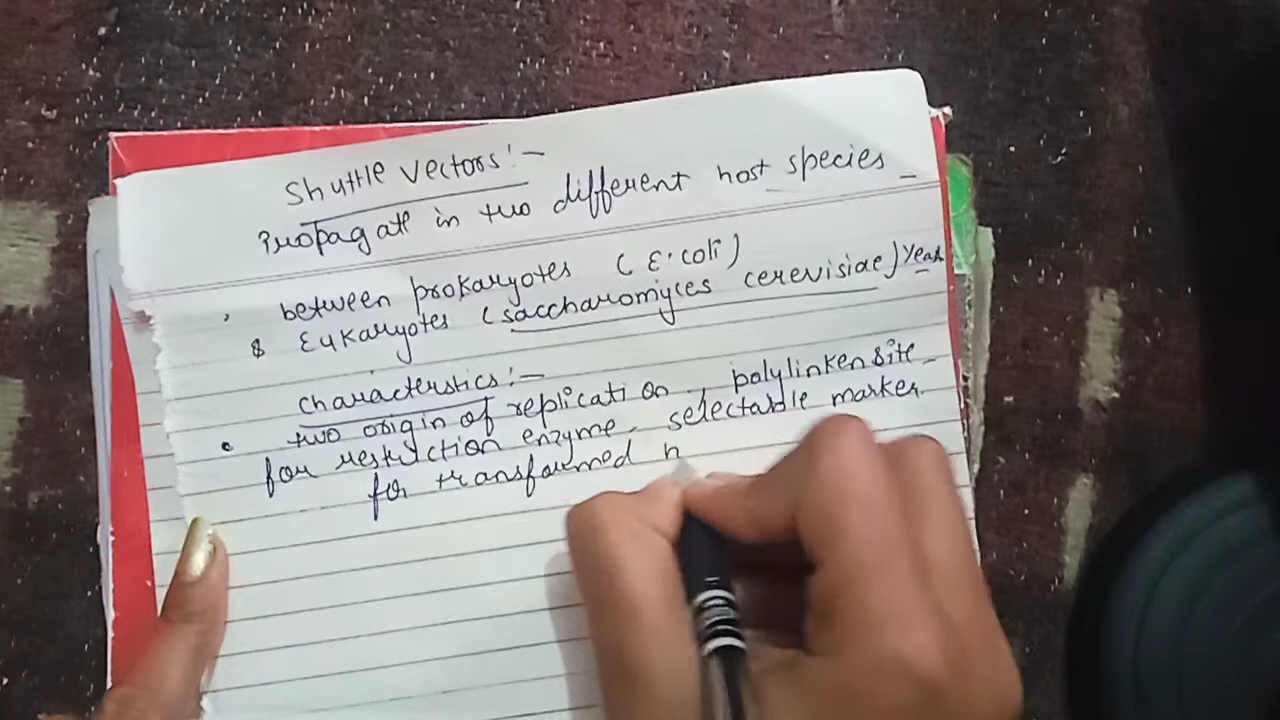 Shuttle vectors:-
Propagate in two different host species
between prokaryotes (E. coli)
& Eukaryotes (saccharomyces cerevisiae) Yeast
characterstics:-
two origin of replication, polylinker site
for restriction enzyme, selectable marker
for transformed h